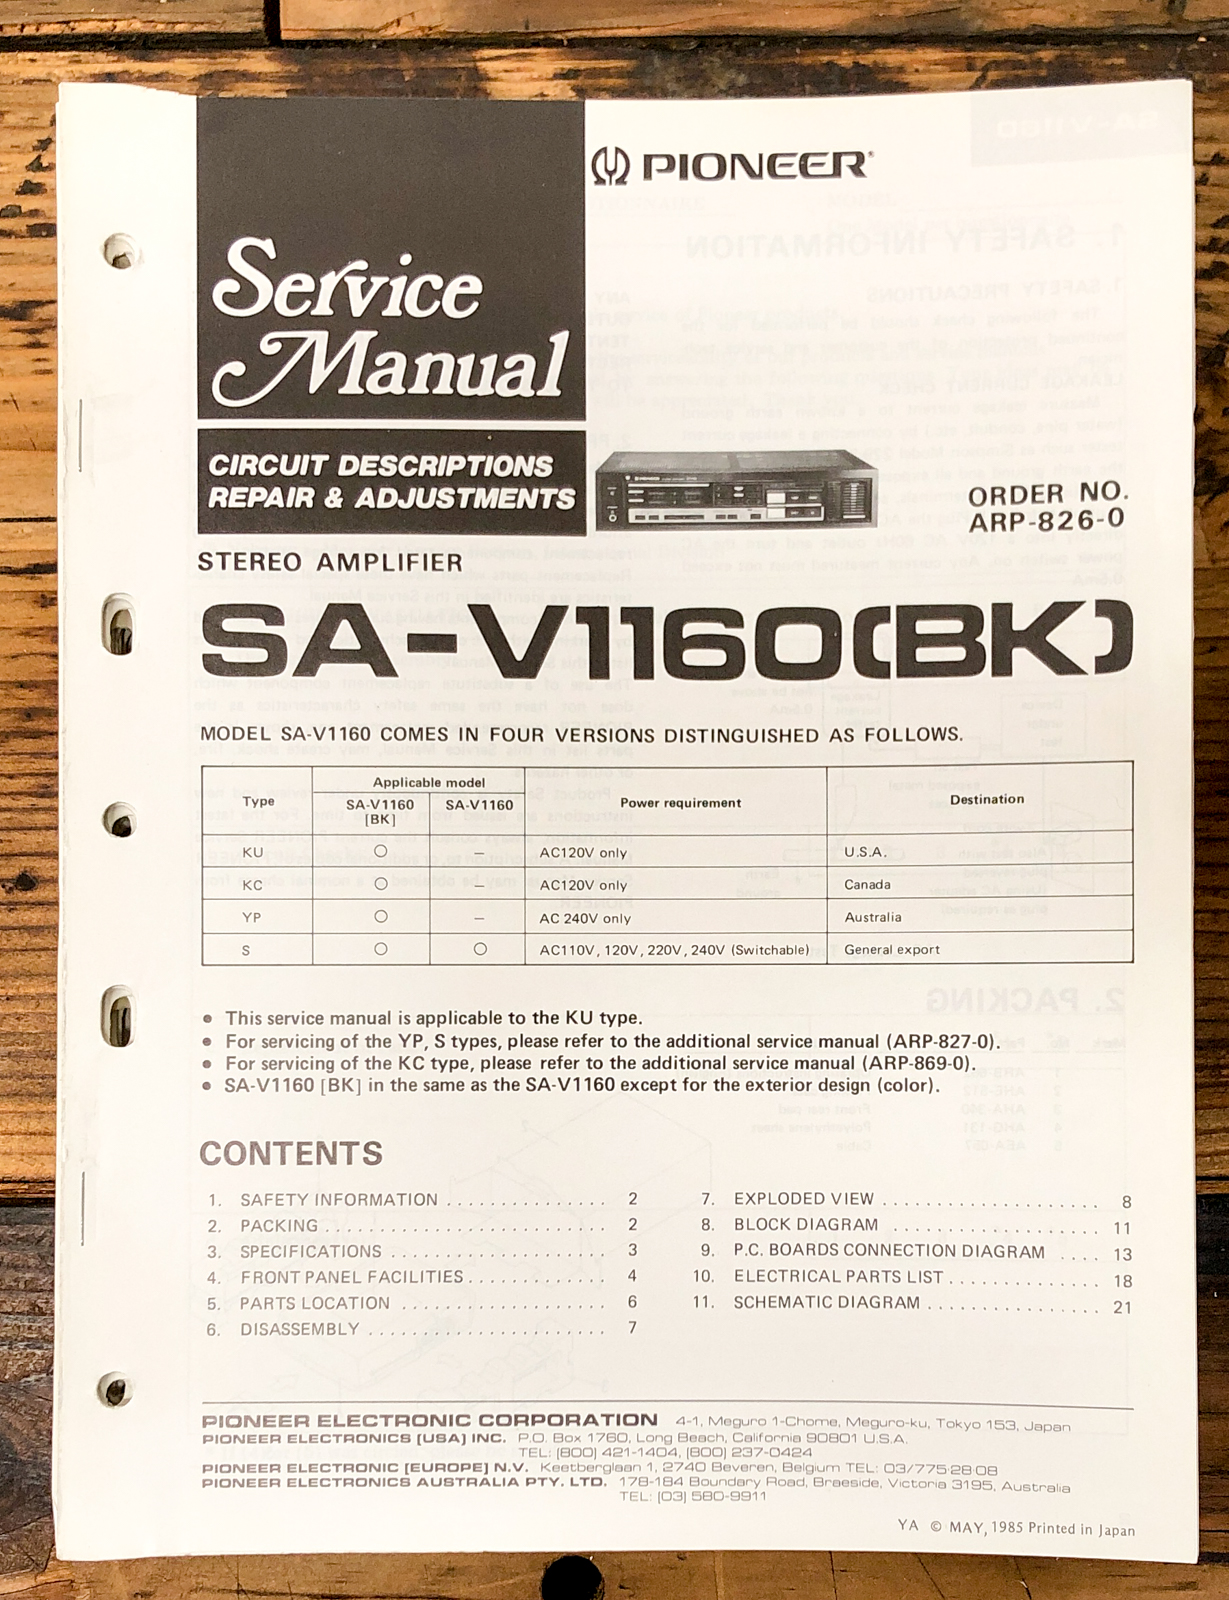 PIONEER
Service
Manual
CIRCUIT DESCRIPTIONS
REPAIR & ADJUSTMENTS
ORDER NO.
ARP-826-0
STEREO AMPLIFIER
SA-V1160(BK)
MODEL SA-V1160 COMES IN FOUR VERSIONS DISTINGUISHED AS FOLLOWS.
Type Applicable model Power requirement Destination
SA-V1160 [BK] SA-V1160
KU ○ – AC120V only U.S.A.
KC ○ – AC120V only Canada
YP ○ – AC 240V only Australia
S ○ ○ AC110V, 120V, 220V, 240V (Switchable) General export
● This service manual is applicable to the KU type.
● For servicing of the YP, S types, please refer to the additional service manual (ARP-827-0).
● For servicing of the KC type, please refer to the additional service manual (ARP-869-0).
● SA-V1160 [BK] in the same as the SA-V1160 except for the exterior design (color).
CONTENTS
1. SAFETY INFORMATION ............... 2
2. PACKING .......................... 2
3. SPECIFICATIONS .................... 3
4. FRONT PANEL FACILITIES ............. 4
5. PARTS LOCATION ................... 6
6. DISASSEMBLY ...................... 7
7. EXPLODED VIEW .................... 8
8. BLOCK DIAGRAM ................... 11
9. P.C. BOARDS CONNECTION DIAGRAM .... 13
10. ELECTRICAL PARTS LIST .............. 18
11. SCHEMATIC DIAGRAM ................ 21
PIONEER ELECTRONIC CORPORATION 4-1, Meguro 1-Chome, Meguro-ku, Tokyo 153, Japan
PIONEER ELECTRONICS [USA] INC. P.O. Box 1760, Long Beach, California 90801 U.S.A.
TEL: [800] 421-1404, [800] 237-0424
PIONEER ELECTRONIC [EUROPE] N.V. Keetberglaan 1, 2740 Beveren, Belgium TEL: 03/775·28·08
PIONEER ELECTRONICS AUSTRALIA PTY. LTD. 178-184 Boundary Road, Braeside, Victoria 3195, Australia
TEL: [03] 580-9911
YA © MAY, 1985 Printed in Japan